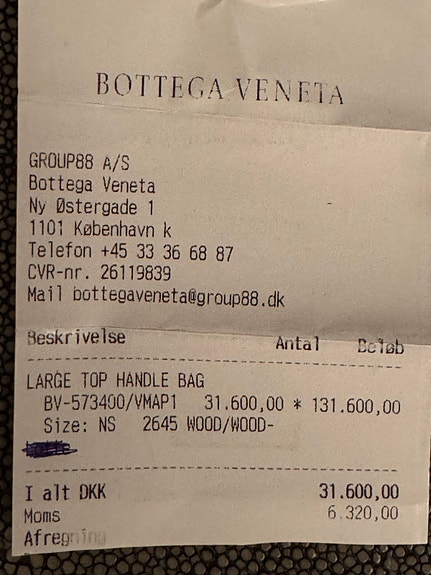 BOTTEGA VENETA
GROUP88 A/S
Bottega Veneta
Ny Østergade 1
1101 København k
Telefon +45 33 36 68 87
CVR-nr. 26119839
Mail bottegaveneta@group88.dk
Beskrivelse Antal Beløb
LARGE TOP HANDLE BAG
BV-573400/VMAP1 31.600,00 * 131.600,00
Size: NS 2645 WOOD/WOOD-
I alt DKK 31.600,00
Moms 6.320,00
Afregning